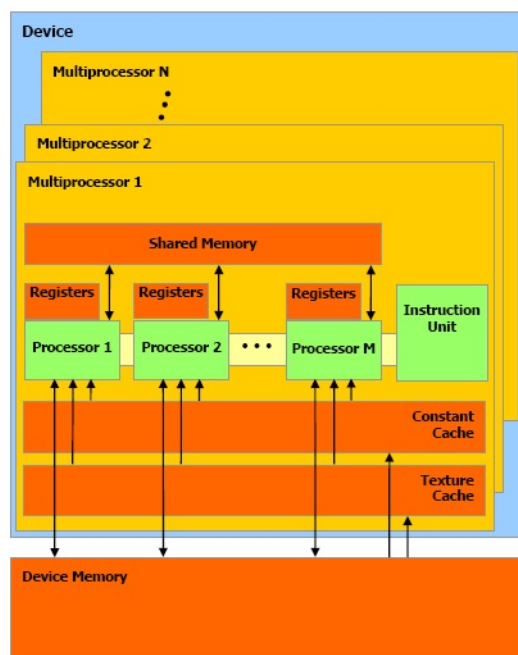 Device
Multiprocessor N
Multiprocessor 2
Multiprocessor 1
Shared Memory
Registers
Registers
Registers
Instruction
Unit
Processor 1
Processor 2
Processor M
Constant
Cache
Texture
Cache
Device Memory